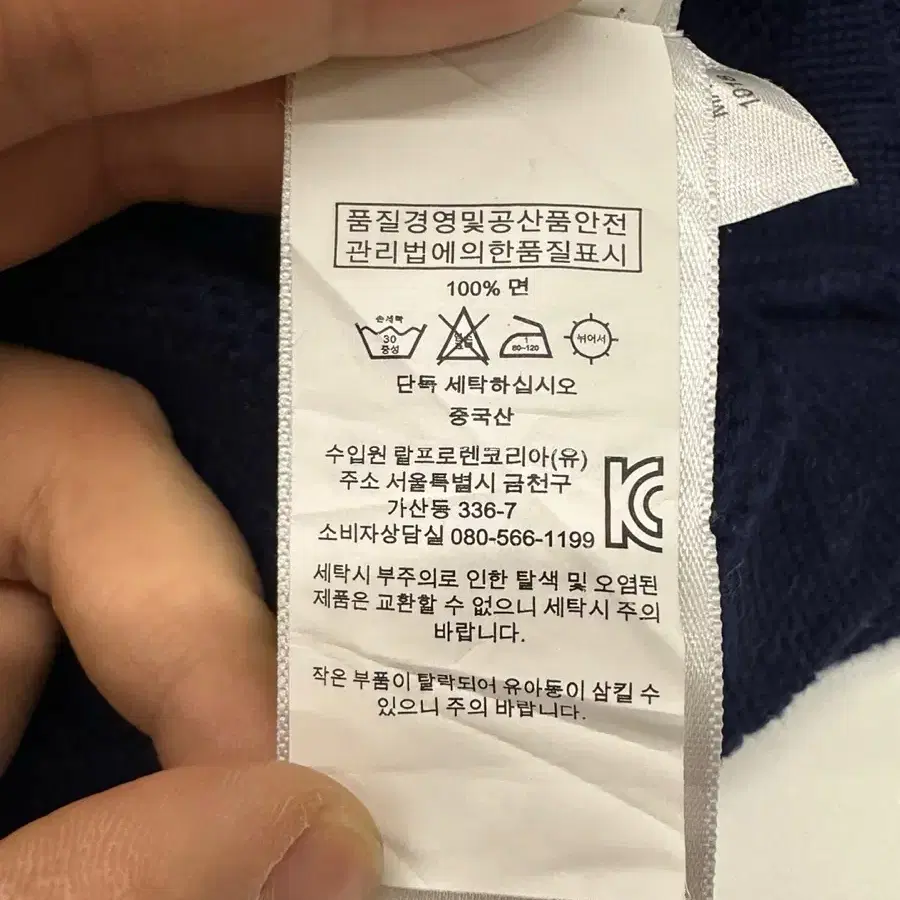 품질경영및공산품안전
관리법에의한품질표시
100% 면
손세탁
30
중성
1
80~120
뉘어서
단독 세탁하십시오
중국산
수입원 랄프로렌코리아(유)
주소 서울특별시 금천구
가산동 336-7
소비자상담실 080-566-1199
세탁시 부주의로 인한 탈색 및 오염된
제품은 교환할 수 없으니 세탁시 주의
바랍니다.
작은 부품이 탈락되어 유아동이 삼킬 수
있으니 주의 바랍니다.